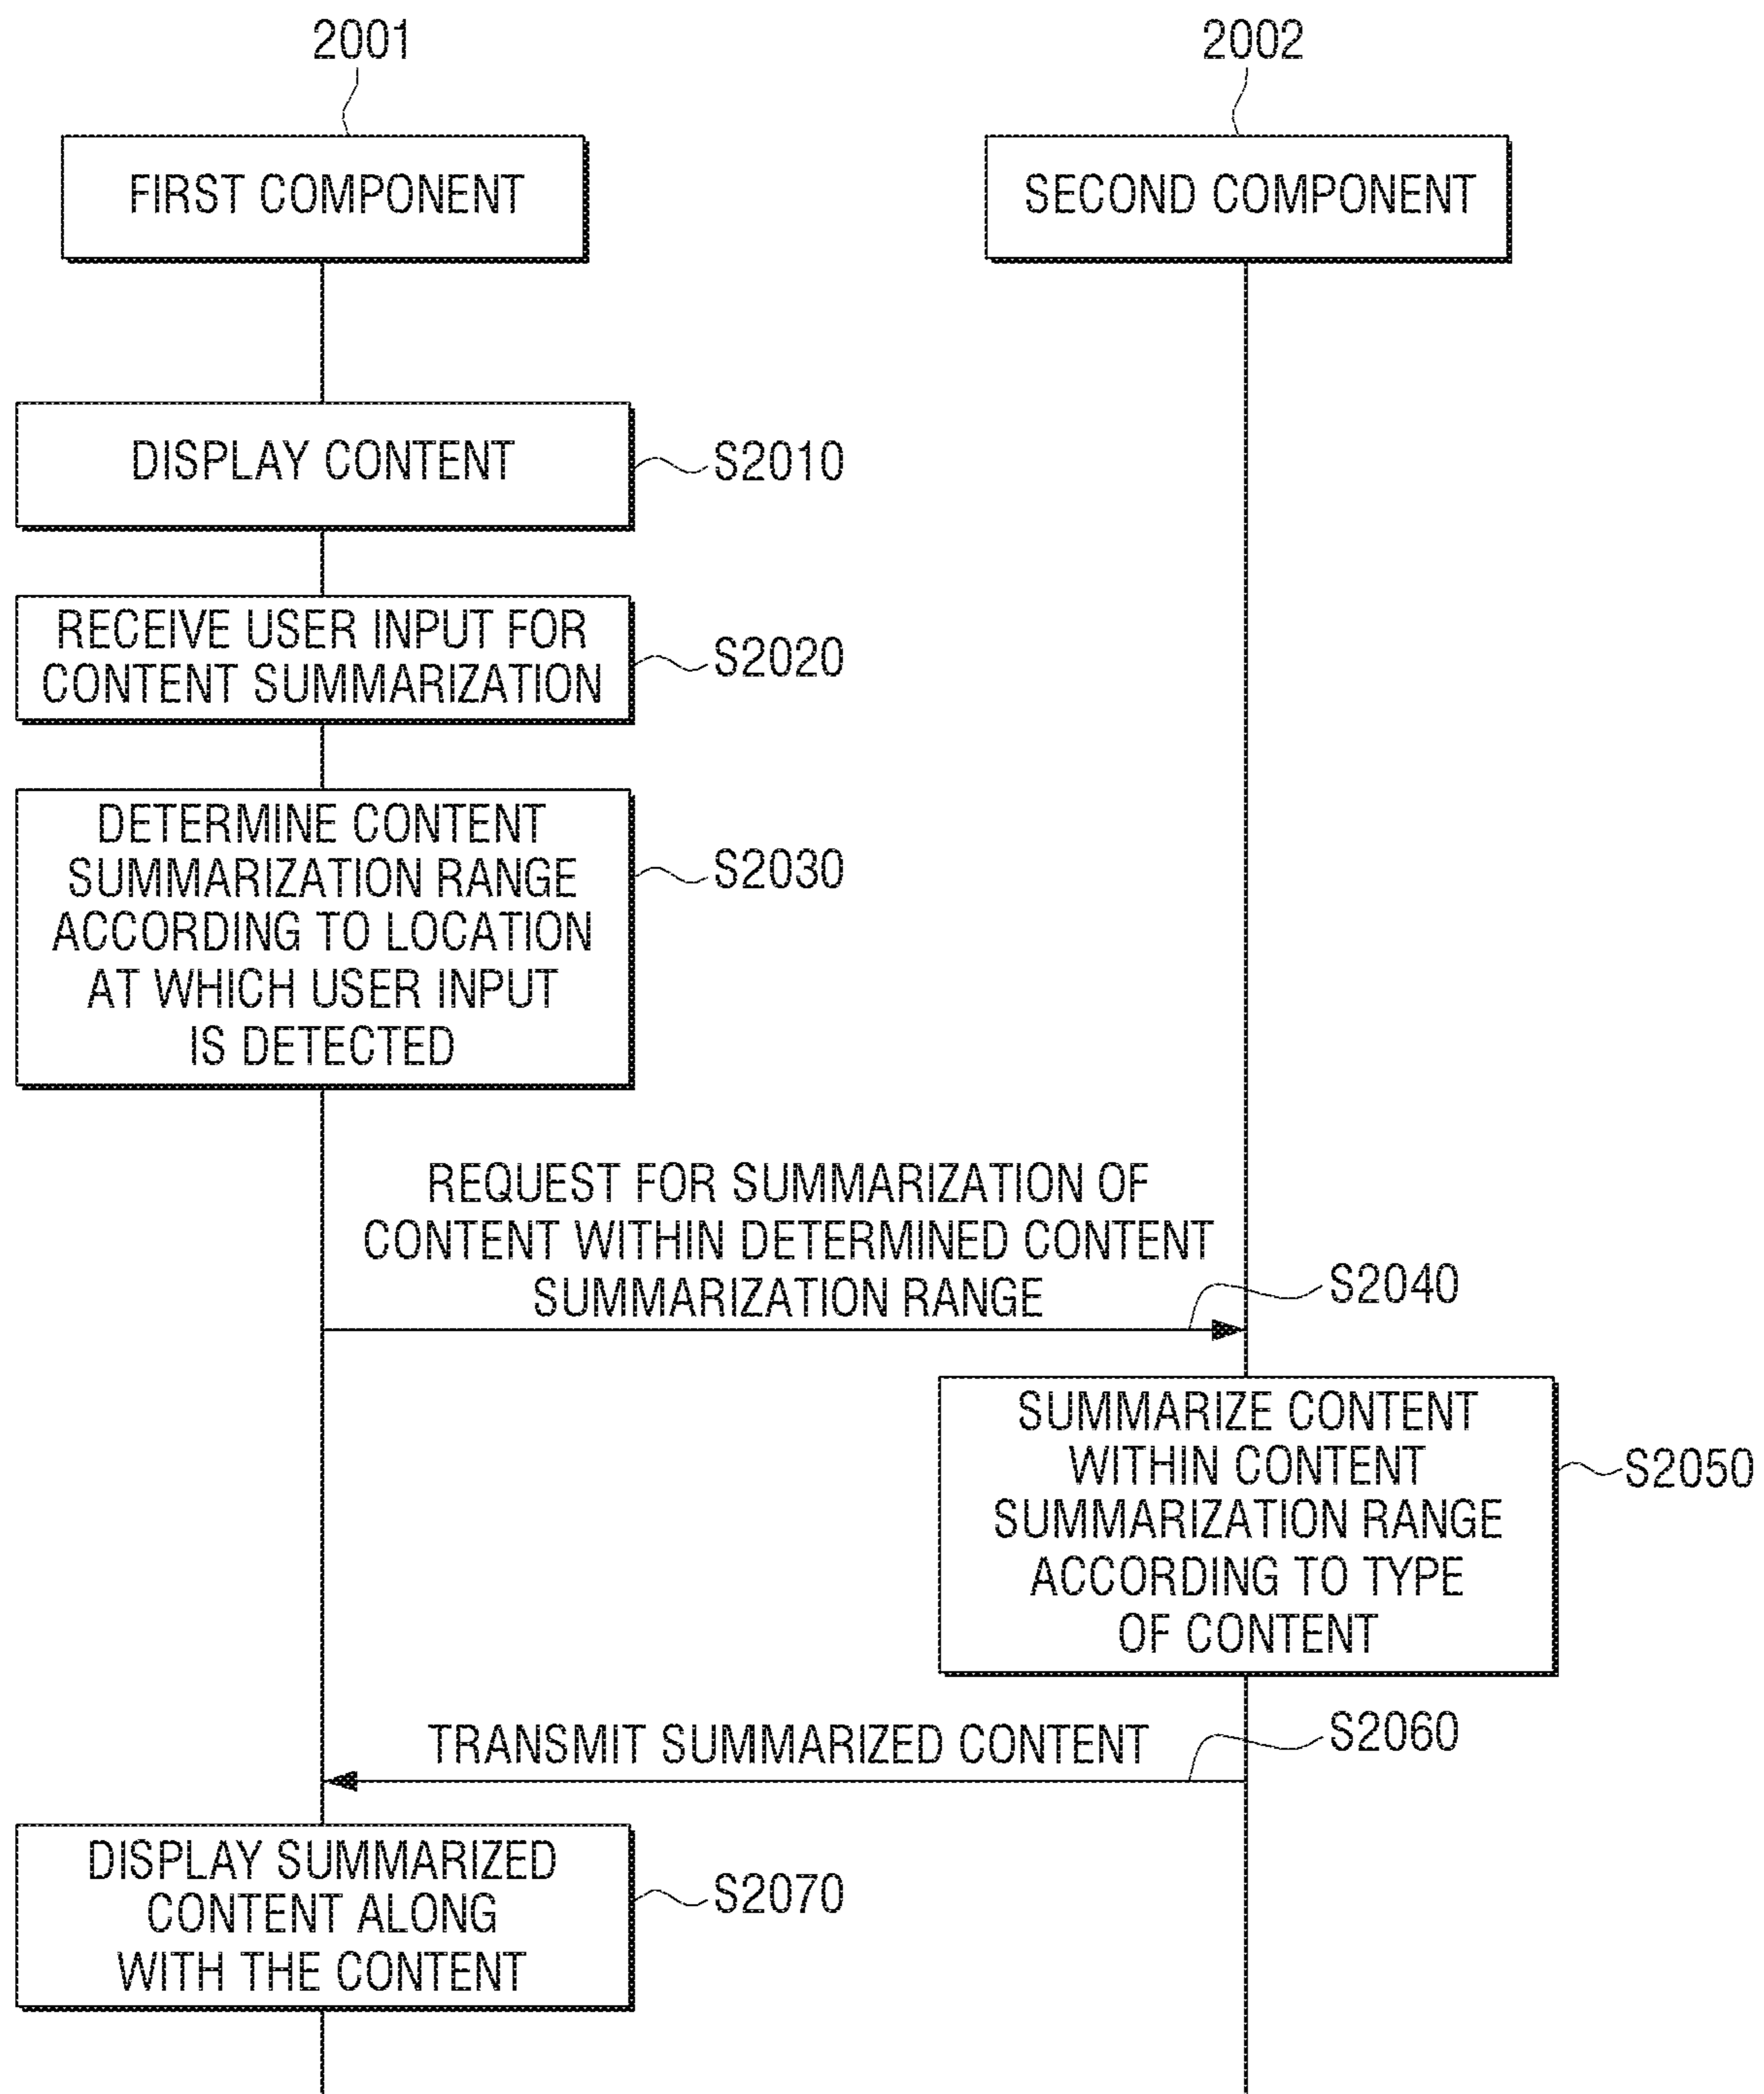 2001
2002
FIRST COMPONENT
SECOND COMPONENT
DISPLAY CONTENT
S2010
RECEIVE USER INPUT FOR
CONTENT SUMMARIZATION
S2020
DETERMINE CONTENT
SUMMARIZATION RANGE
ACCORDING TO LOCATION
AT WHICH USER INPUT
IS DETECTED
S2030
REQUEST FOR SUMMARIZATION OF
CONTENT WITHIN DETERMINED CONTENT
SUMMARIZATION RANGE
S2040
SUMMARIZE CONTENT
WITHIN CONTENT
SUMMARIZATION RANGE
ACCORDING TO TYPE
OF CONTENT
S2050
TRANSMIT SUMMARIZED CONTENT
S2060
DISPLAY SUMMARIZED
CONTENT ALONG
WITH THE CONTENT
S2070